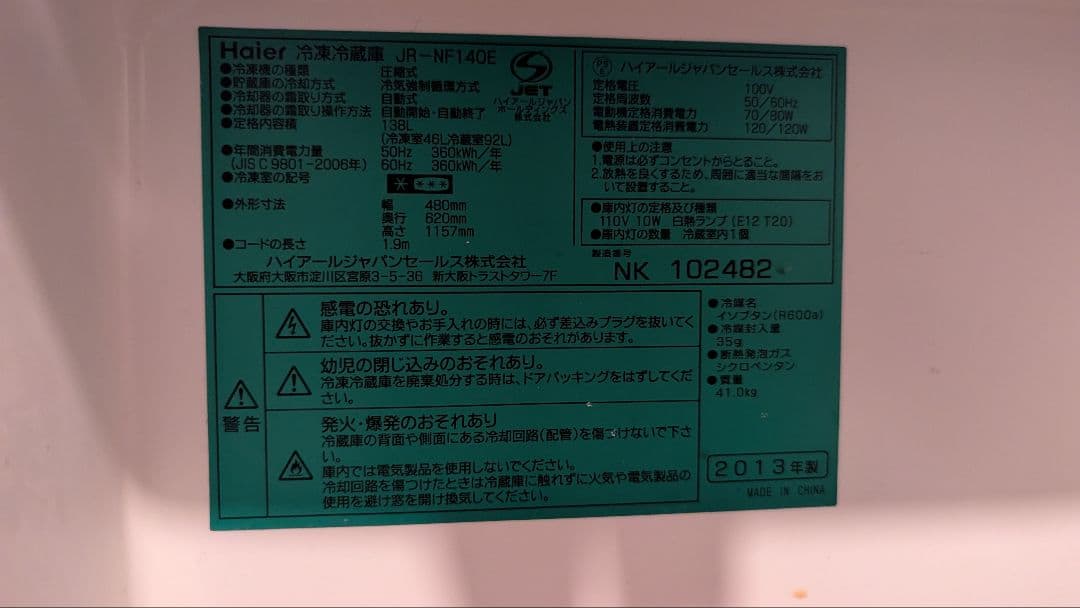 Haier 冷凍冷蔵庫 JR-NF140E
●冷凍機の種類 圧縮式
●貯蔵庫の冷却方式 冷気強制循環方式
●冷却器の霜取り方式 自動式
●冷却器の霜取り操作方法 自動開始・自動終了
●定格内容積 138L
(冷凍室46L冷蔵室92L)
●年間消費電力量 50Hz 360kWh/年
(JIS C 9801-2006年) 60Hz 360kWh/年
●冷凍室の記号
●外形寸法 幅 480mm
奥行 620mm
高さ 1157mm
●コードの長さ 1.9m
ハイアールジャパンセールス株式会社
大阪府大阪市淀川区宮原3-5-36 新大阪トラストタワー7F
S
JET
ハイアールジャパン
ホールディングス
株式会社
PS
E ハイアールジャパンセールス株式会社
定格電圧 100V
定格周波数 50/60Hz
電動機定格消費電力 70/80W
電熱装置定格消費電力 120/120W
●使用上の注意
1.電源は必ずコンセントからとること。
2.放熱を良くするため、周囲に適当な間隔をお
いて設置すること。
●庫内灯の定格及び種類
110V 10W 白熱ランプ(E12 T20)
●庫内灯の数量 冷蔵室内1個
製造番号
NK 102482
警告
感電の恐れあり。
庫内灯の交換やお手入れの時には、必ず差込みプラグを抜いてく
ださい。抜かずに作業すると感電のおそれがあります。
幼児の閉じ込みのおそれあり。
冷凍冷蔵庫を廃棄処分する時は、ドアパッキングをはずしてくだ
さい。
発火・爆発のおそれあり
冷蔵庫の背面や側面にある冷却回路(配管)を傷つけないで下さ
い。
庫内では電気製品を使用しないでください。
冷却回路を傷つけたときは冷蔵庫に触れずに火気や電気製品の
使用を避け窓を開け換気してください。
●冷媒名
イソブタン(R600a)
●冷媒封入量
35g
●断熱発泡ガス
シクロペンタン
●質量
41.0kg
2013年製
MADE IN CHINA